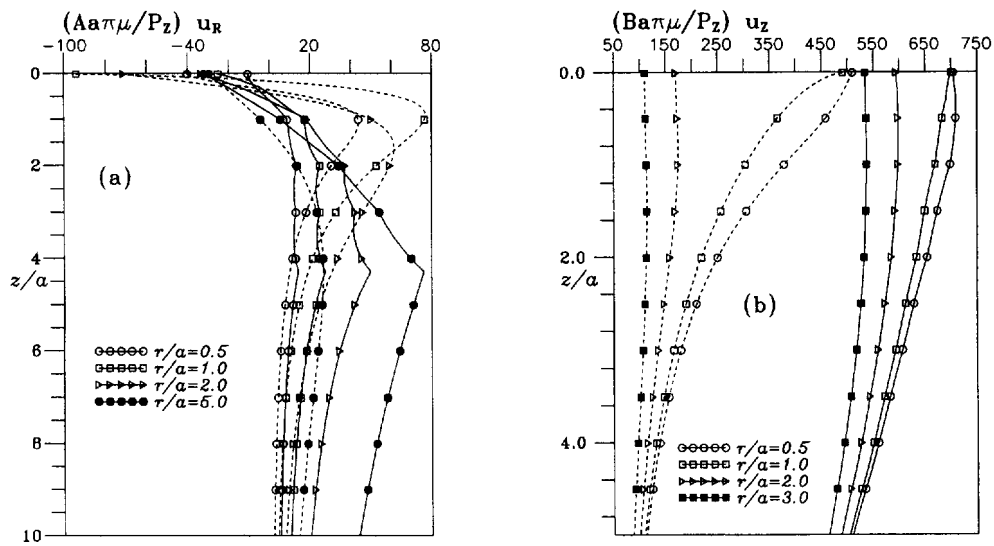 (Aaπμ/P_Z) u_R
-100 -40 20 80
0
2
4
z/a
6
8
10
(a)
r/a=0.5
r/a=1.0
r/a=2.0
r/a=5.0
(Baπμ/P_Z) u_Z
50 150 250 350 450 550 650 750
0.0
2.0
z/a
4.0
(b)
r/a=0.5
r/a=1.0
r/a=2.0
r/a=3.0